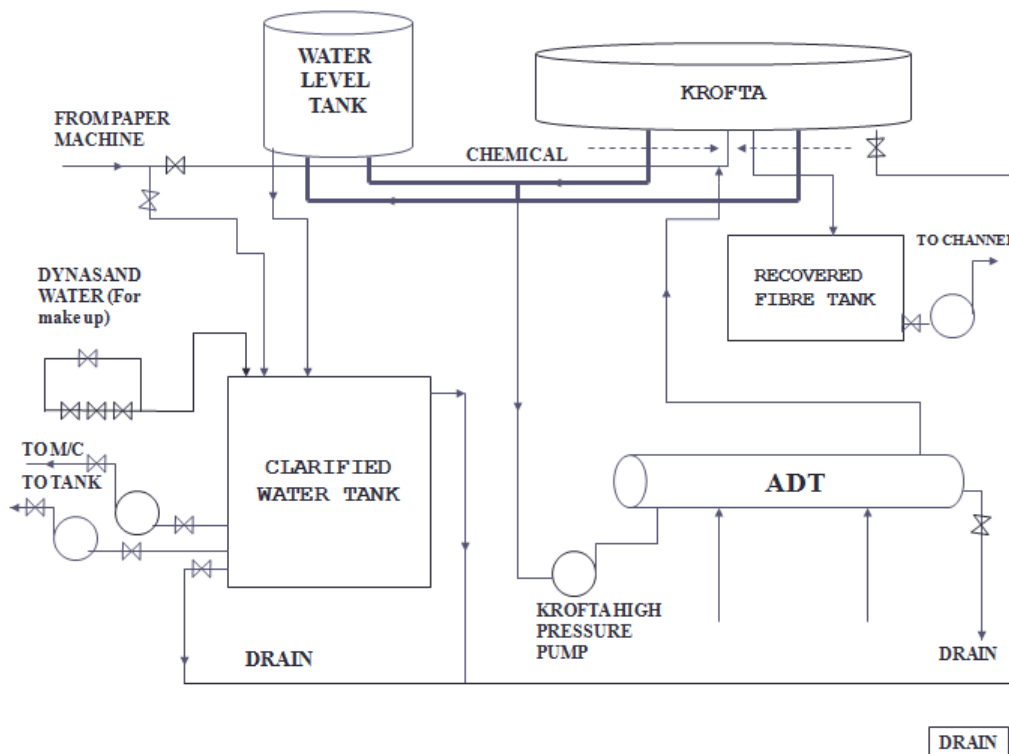 WATER
LEVEL
TANK
KROFTA
FROM PAPER
MACHINE
CHEMICAL
TO CHANNEL
RECOVERED
FIBRE TANK
DYNASAND
WATER (For
make up)
TO M/C
TO TANK
CLARIFIED
WATER TANK
ADT
KROFTA HIGH
PRESSURE
PUMP
DRAIN
DRAIN
DRAIN